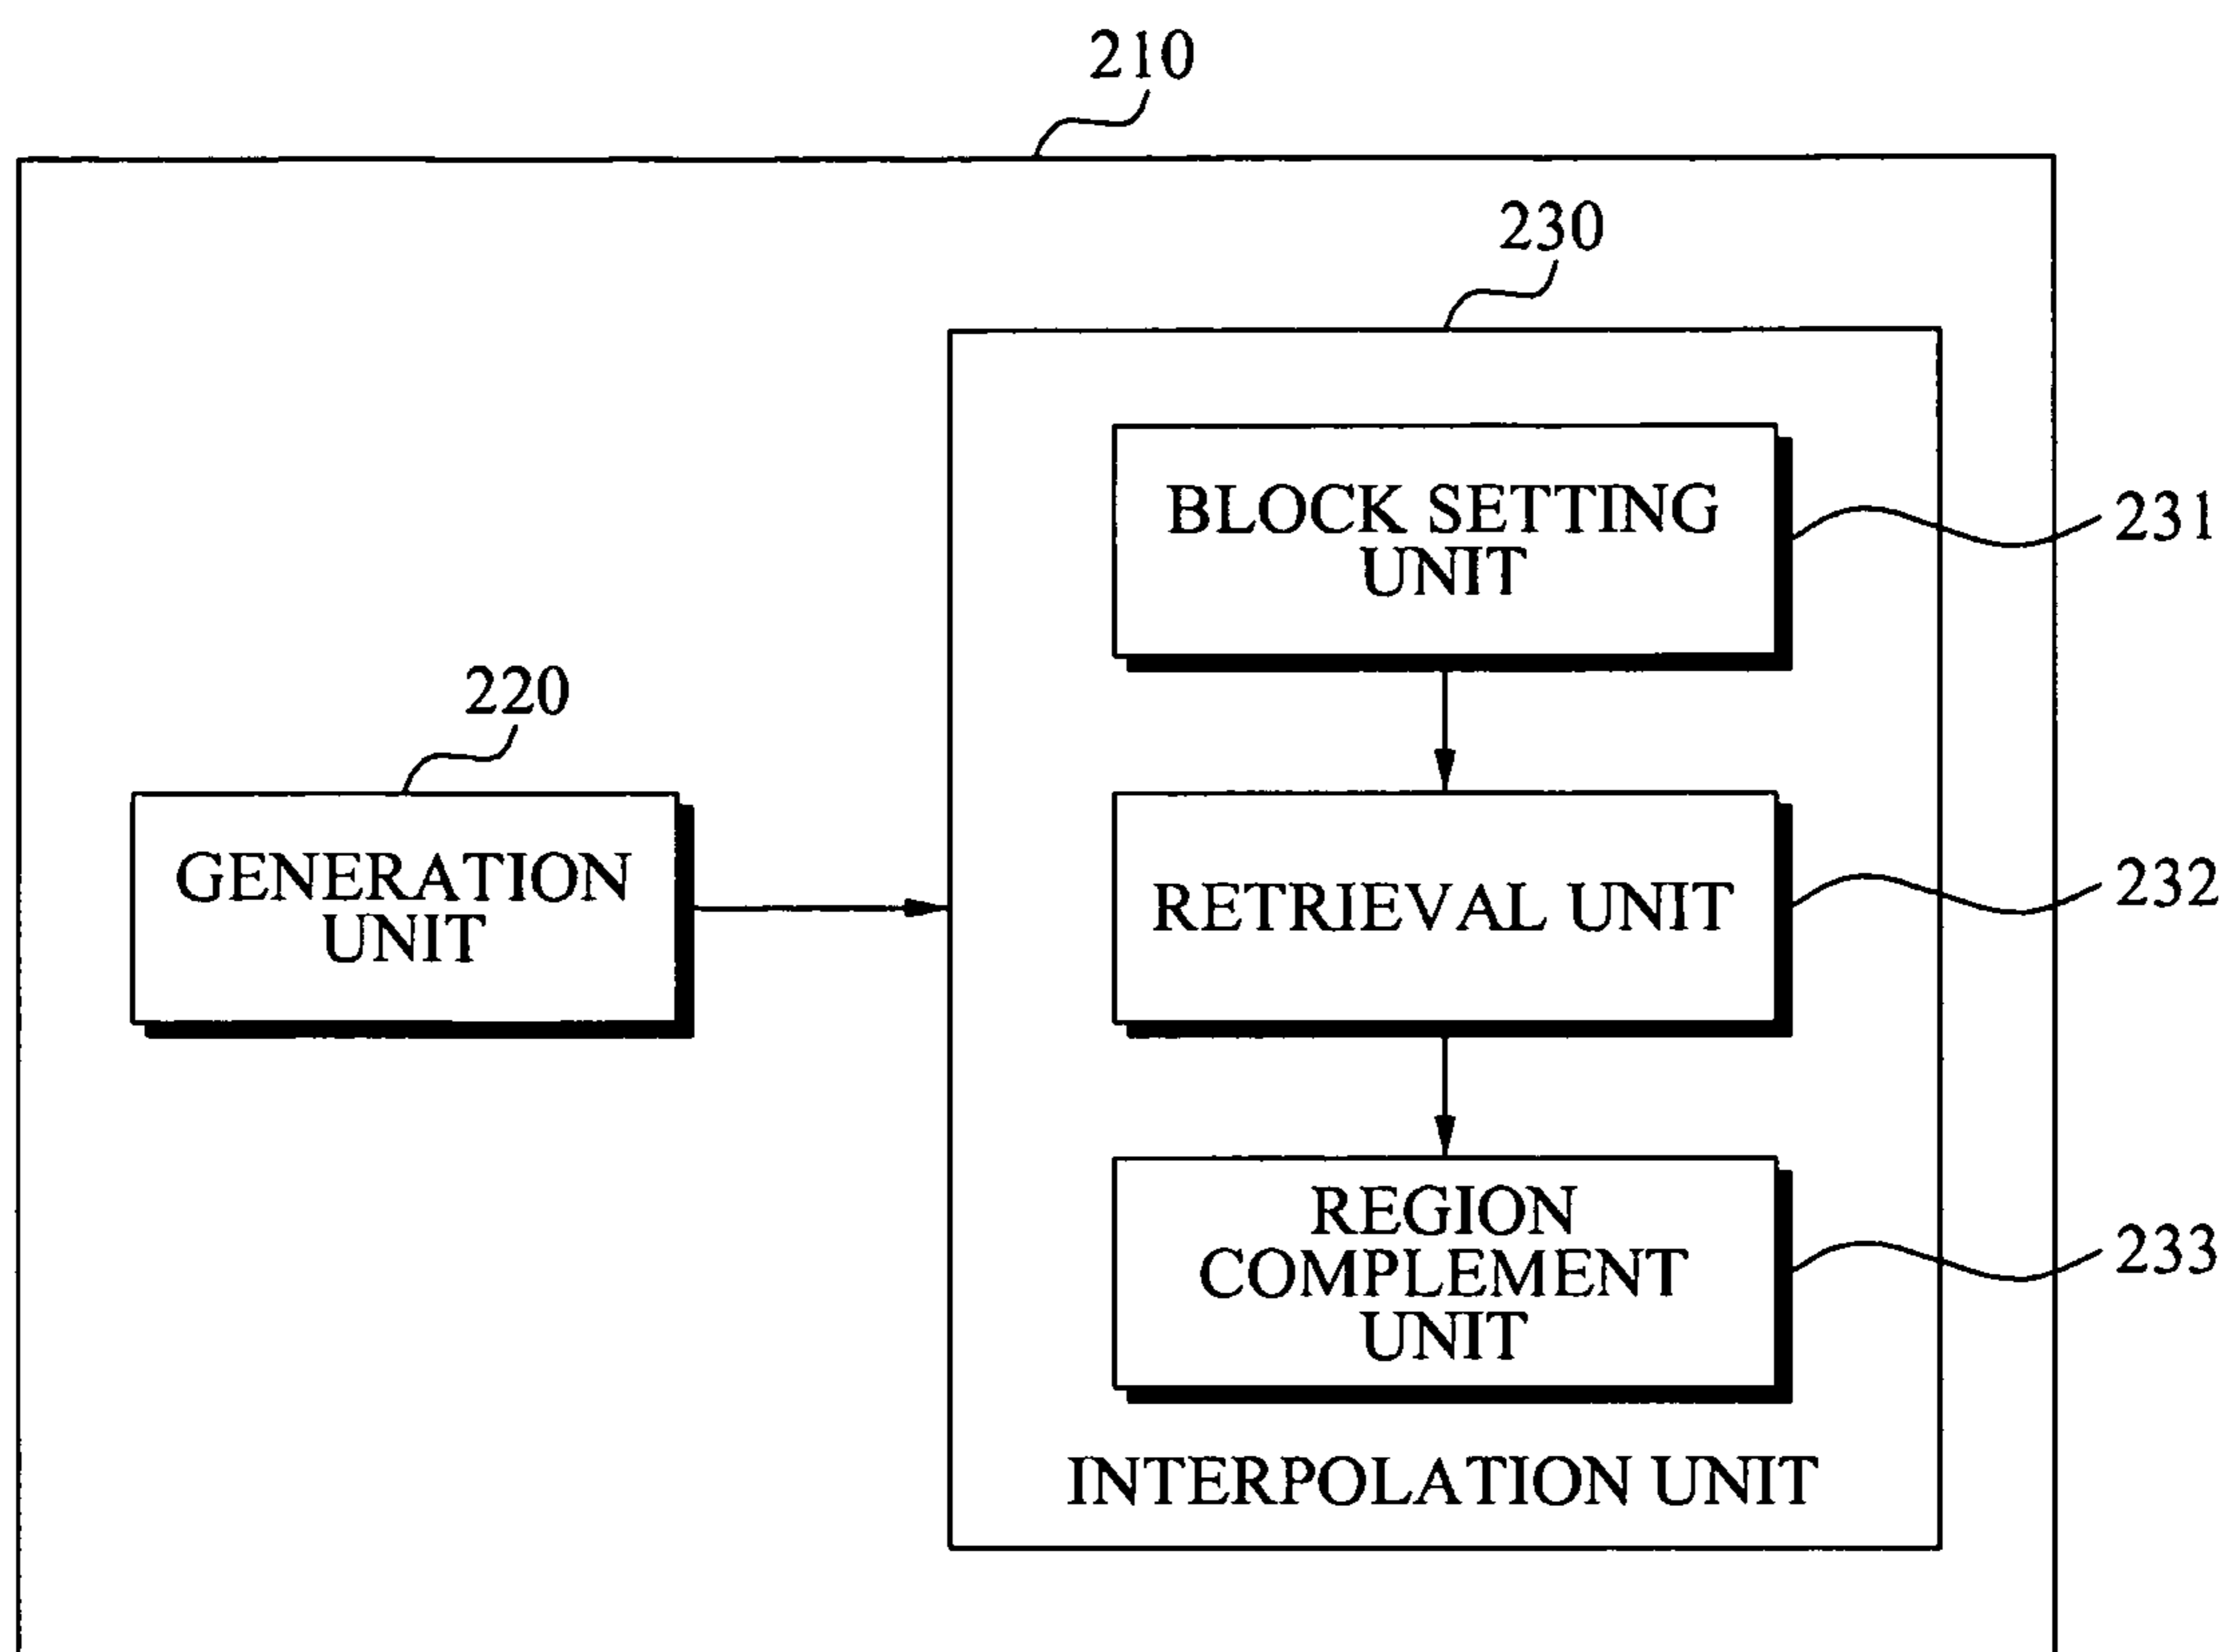 210
230
BLOCK SETTING
UNIT
231
220
GENERATION
UNIT
RETRIEVAL UNIT
232
REGION
COMPLEMENT
UNIT
233
INTERPOLATION UNIT